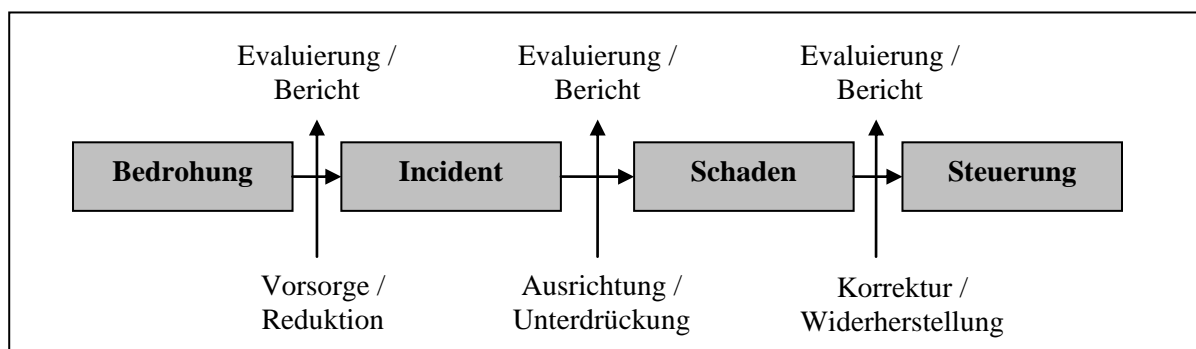 Evaluierung /
Bericht
Evaluierung /
Bericht
Evaluierung /
Bericht
Bedrohung
Incident
Schaden
Steuerung
Vorsorge /
Reduktion
Ausrichtung /
Unterdrückung
Korrektur /
Widerherstellung